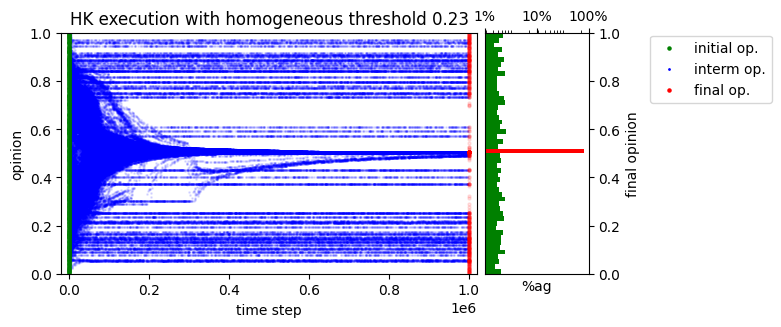 HK execution with homogeneous threshold 0.23
1% 10% 100%
initial op.
interm op.
final op.
1.0
0.8
0.6
0.4
0.2
0.0
opinion
0.0 0.2 0.4 0.6 0.8 1.0
1e6
time step
%ag
1.0
0.8
0.6
0.4
0.2
0.0
final opinion